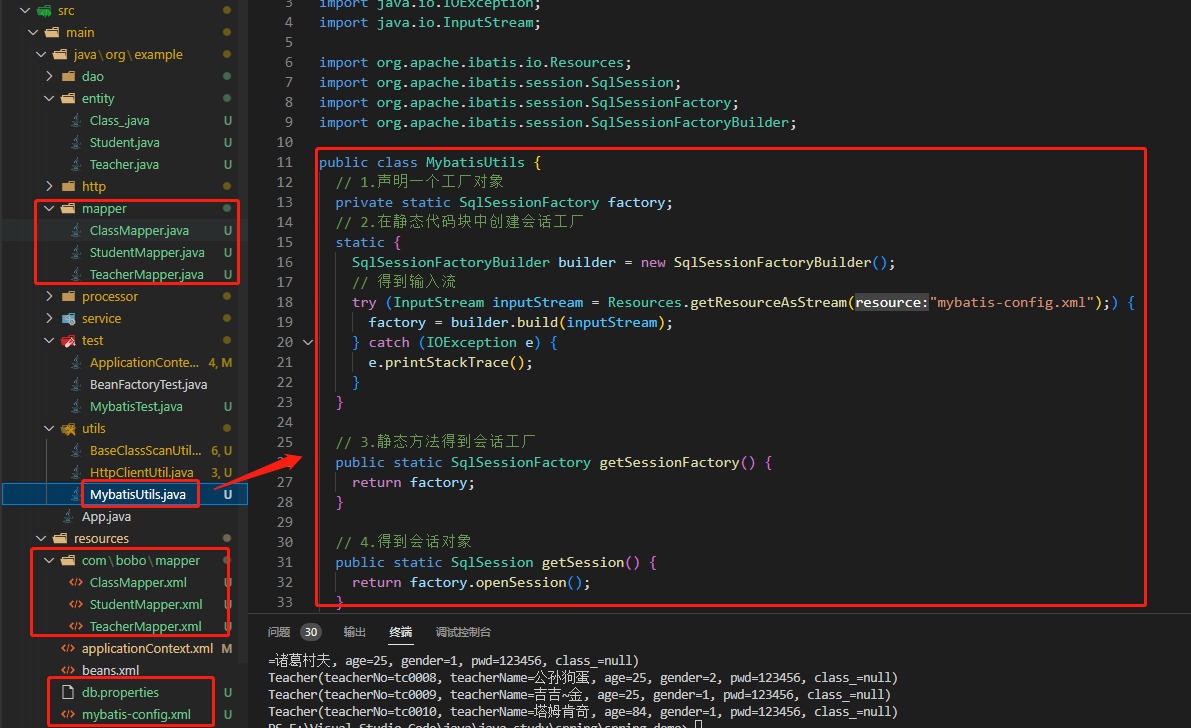 src
main
java\org\example
dao
entity
Class_.java U
Student.java U
Teacher.java U
http
mapper
ClassMapper.java U
StudentMapper.java U
TeacherMapper.java U
processor
service
test
ApplicationConte... 4, M
BeanFactoryTest.java
MybatisTest.java U
utils
BaseClassScanUtil... 6, U
HttpClientUtil.java 3, U
MybatisUtils.java U
App.java
resources
com\bobo\mapper
ClassMapper.xml U
StudentMapper.xml U
TeacherMapper.xml U
applicationContext.xml M
beans.xml
db.properties U
mybatis-config.xml U
3 import java.io.IOException;
4 import java.io.InputStream;
5
6 import org.apache.ibatis.io.Resources;
7 import org.apache.ibatis.session.SqlSession;
8 import org.apache.ibatis.session.SqlSessionFactory;
9 import org.apache.ibatis.session.SqlSessionFactoryBuilder;
10
11 public class MybatisUtils {
12 // 1.声明一个工厂对象
13 private static SqlSessionFactory factory;
14 // 2.在静态代码块中创建会话工厂
15 static {
16 SqlSessionFactoryBuilder builder = new SqlSessionFactoryBuilder();
17 // 得到输入流
18 try (InputStream inputStream = Resources.getResourceAsStream(resource:"mybatis-config.xml");) {
19 factory = builder.build(inputStream);
20 } catch (IOException e) {
21 e.printStackTrace();
22 }
23 }
24
25 // 3.静态方法得到会话工厂
public static SqlSessionFactory getSessionFactory() {
27 return factory;
28 }
29
30 // 4.得到会话对象
31 public static SqlSession getSession() {
32 return factory.openSession();
33 }
问题 30 输出 终端 调试控制台
=诸葛村夫, age=25, gender=1, pwd=123456, class_=null)
Teacher(teacherNo=tc0008, teacherName=公孙狗蛋, age=25, gender=2, pwd=123456, class_=null)
Teacher(teacherNo=tc0009, teacherName=吉吉~金, age=25, gender=1, pwd=123456, class_=null)
Teacher(teacherNo=tc0010, teacherName=塔姆肯奇, age=84, gender=1, pwd=123456, class_=null)